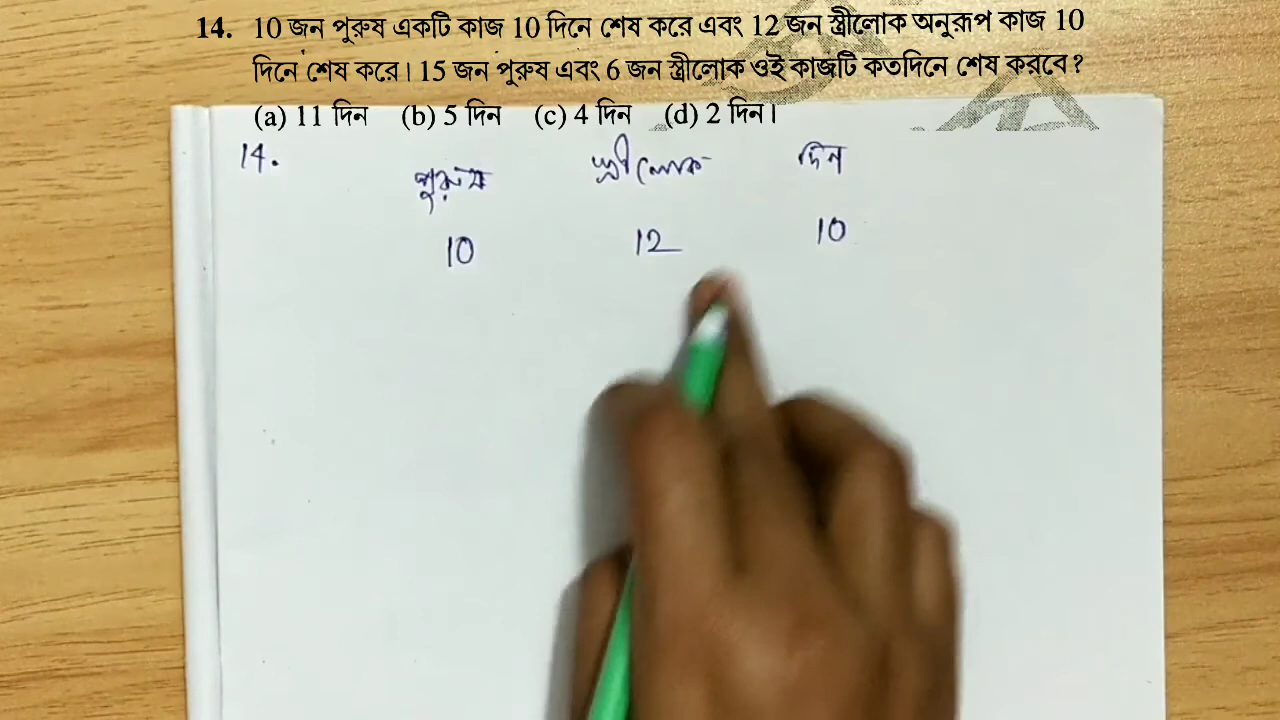 14. 10 জন পুরুষ একটি কাজ 10 দিনে শেষ করে এবং 12 জন স্ত্রীলোক অনুরূপ কাজ 10
দিনে শেষ করে। 15 জন পুরুষ এবং 6 জন স্ত্রীলোক ওই কাজটি কতদিনে শেষ করবে?
(a) 11 দিন (b) 5 দিন (c) 4 দিন (d) 2 দিন।
14.
পুরুষ স্ত্রীলোক দিন
10 12 10